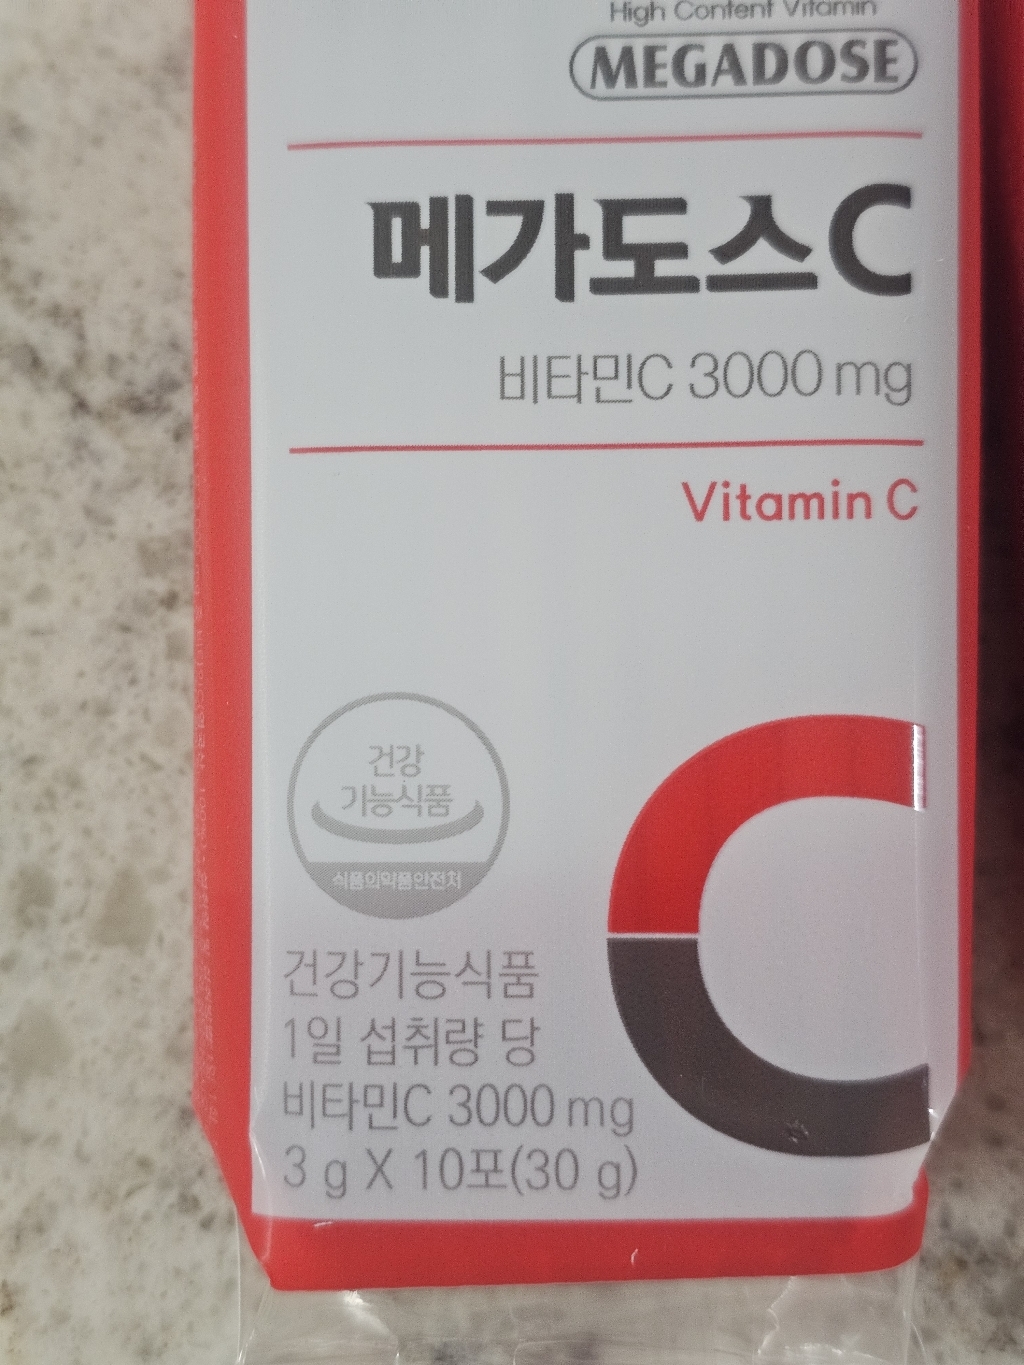 High Content Vitamin
MEGADOSE
메가도스C
비타민C 3000 mg
Vitamin C
건강
기능식품
식품의약품안전처
건강기능식품
1일 섭취량 당
비타민C 3000 mg
3 g X 10포(30 g)